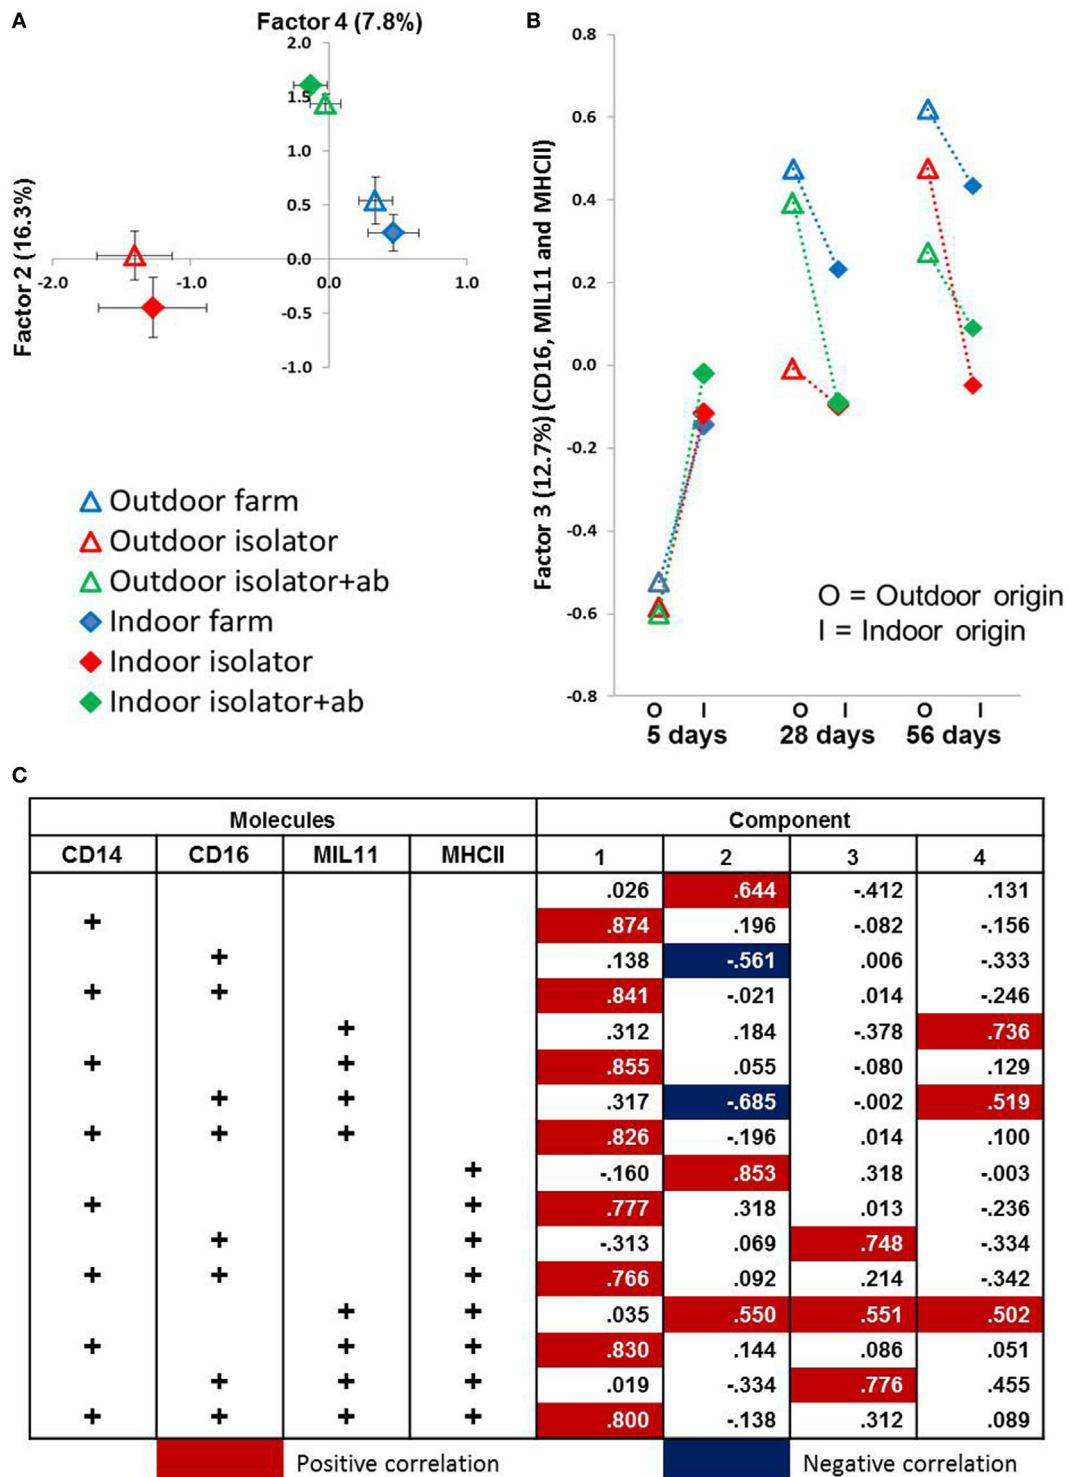 A
Factor 4 (7.8%)
2.0
1.5
1.0
0.5
0.0
-2.0 -1.0 0.0 1.0
-0.5
-1.0
Factor 2 (16.3%)
Outdoor farm
Outdoor isolator
Outdoor isolator+ab
Indoor farm
Indoor isolator
Indoor isolator+ab
B
0.8
0.6
0.4
0.2
0.0
-0.2
-0.4
-0.6
-0.8
Factor 3 (12.7%) (CD16, MIL11 and MHCII)
O = Outdoor origin
I = Indoor origin
O I O I O I
5 days 28 days 56 days
C
Molecules Component
CD14 CD16 MIL11 MHCII 1 2 3 4
.026 .644 -.412 .131
+ .874 .196 -.082 -.156
+ .138 -.561 .006 -.333
+ + .841 -.021 .014 -.246
+ .312 .184 -.378 .736
+ + .855 .055 -.080 .129
+ + .317 -.685 -.002 .519
+ + + .826 -.196 .014 .100
+ -.160 .853 .318 -.003
+ + .777 .318 .013 -.236
+ + -.313 .069 .748 -.334
+ + + .766 .092 .214 -.342
+ + .035 .550 .551 .502
+ + + .830 .144 .086 .051
+ + + .019 -.334 .776 .455
+ + + + .800 -.138 .312 .089
Positive correlation Negative correlation